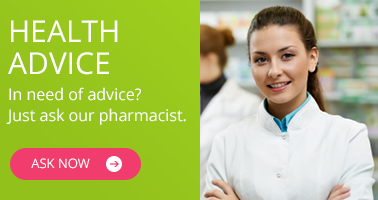 HEALTH
ADVICE
In need of advice?
Just ask our pharmacist.
ASK NOW